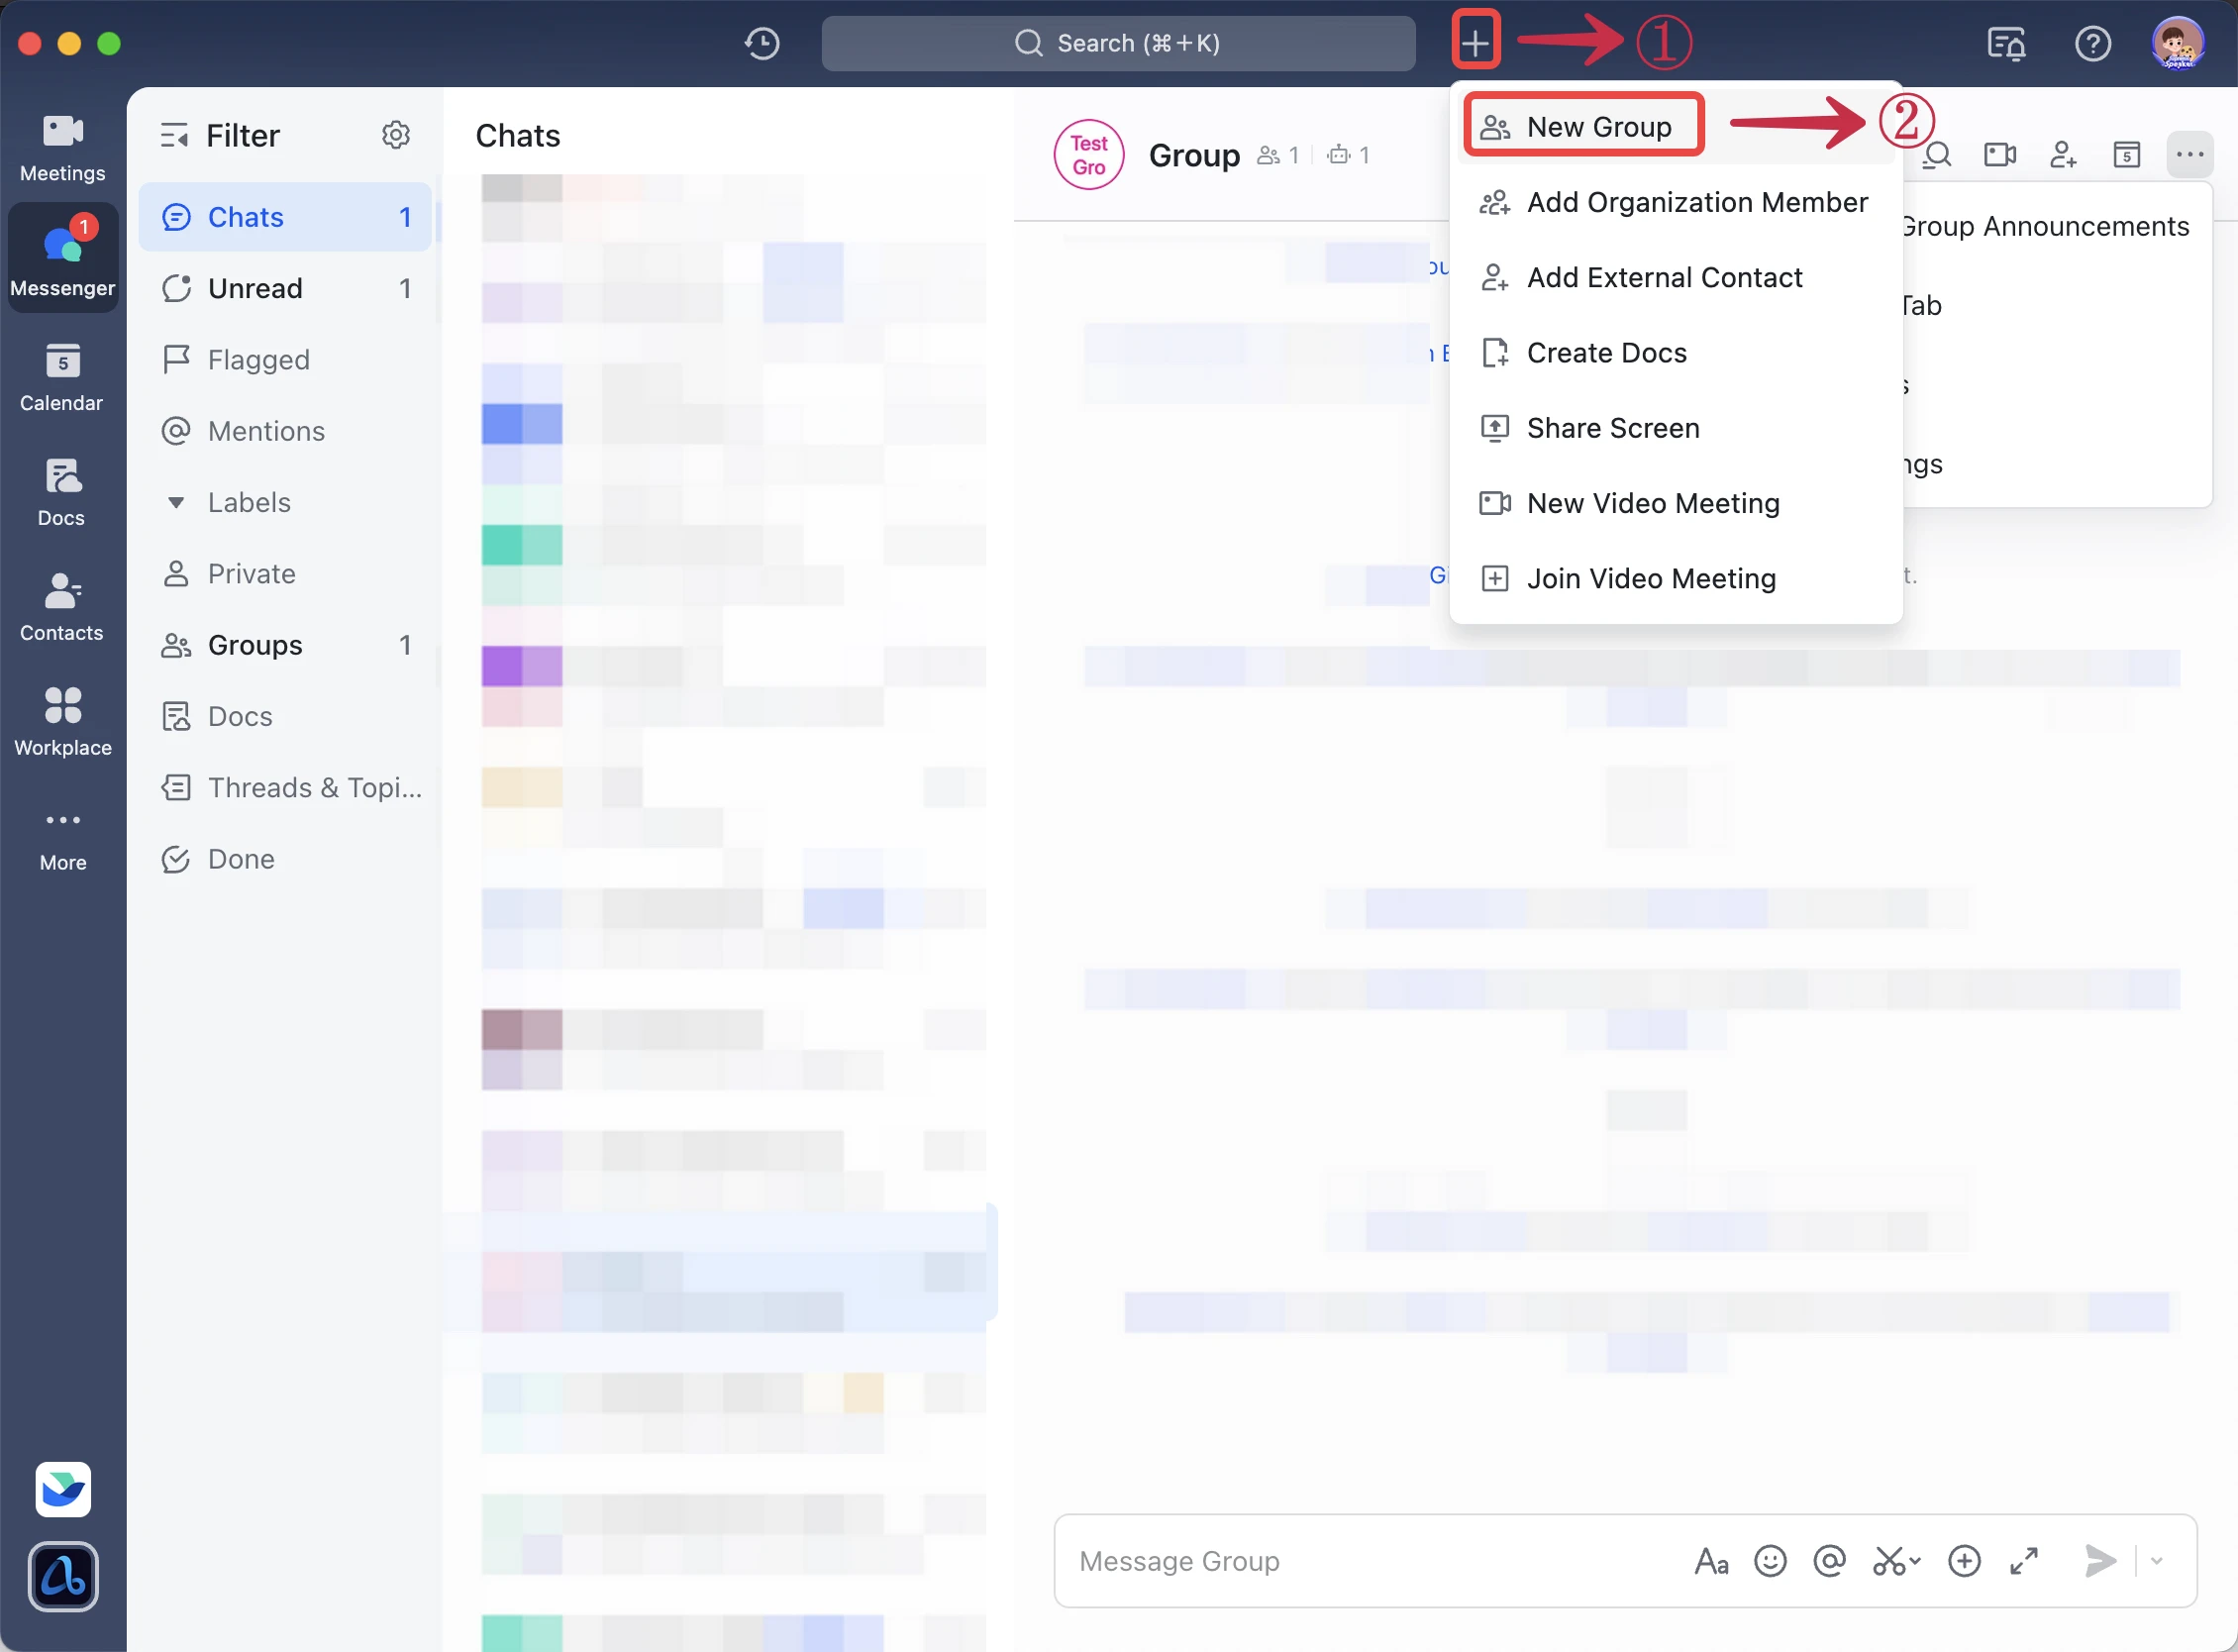 Search (⌘+K)
①
Meetings
1
Messenger
5
Calendar
Docs
Contacts
Workplace
More
Filter
Chats 1
Unread 1
Flagged
Mentions
Labels
Private
Groups 1
Docs
Threads & Topi...
Done
Chats
Test
Gro
Group 1 1
5
New Group
②
Add Organization Member
Add External Contact
Create Docs
Share Screen
New Video Meeting
Join Video Meeting
Group Announcements
Tab
Message Group
Aa